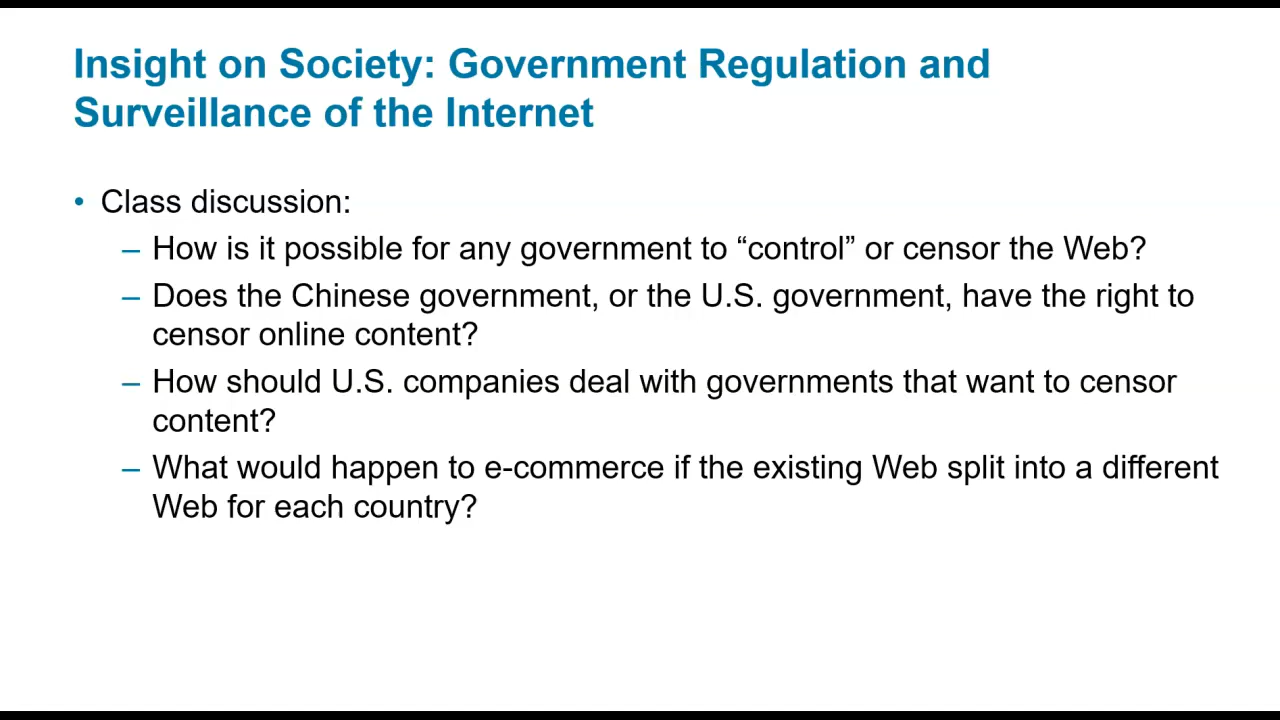 Insight on Society: Government Regulation and
Surveillance of the Internet
• Class discussion:
– How is it possible for any government to “control” or censor the Web?
– Does the Chinese government, or the U.S. government, have the right to
censor online content?
– How should U.S. companies deal with governments that want to censor
content?
– What would happen to e-commerce if the existing Web split into a different
Web for each country?